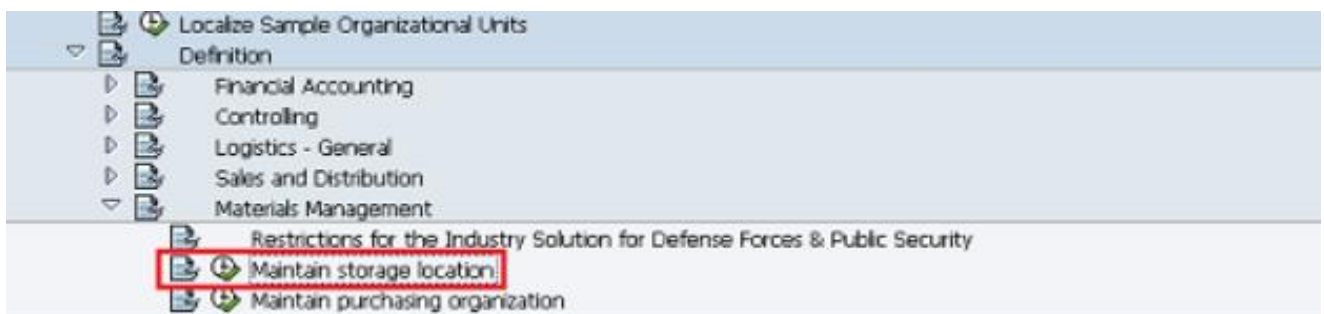 Localize Sample Organizational Units
Definition
Financial Accounting
Controlling
Logistics - General
Sales and Distribution
Materials Management
Restrictions for the Industry Solution for Defense Forces & Public Security
Maintain storage location
Maintain purchasing organization